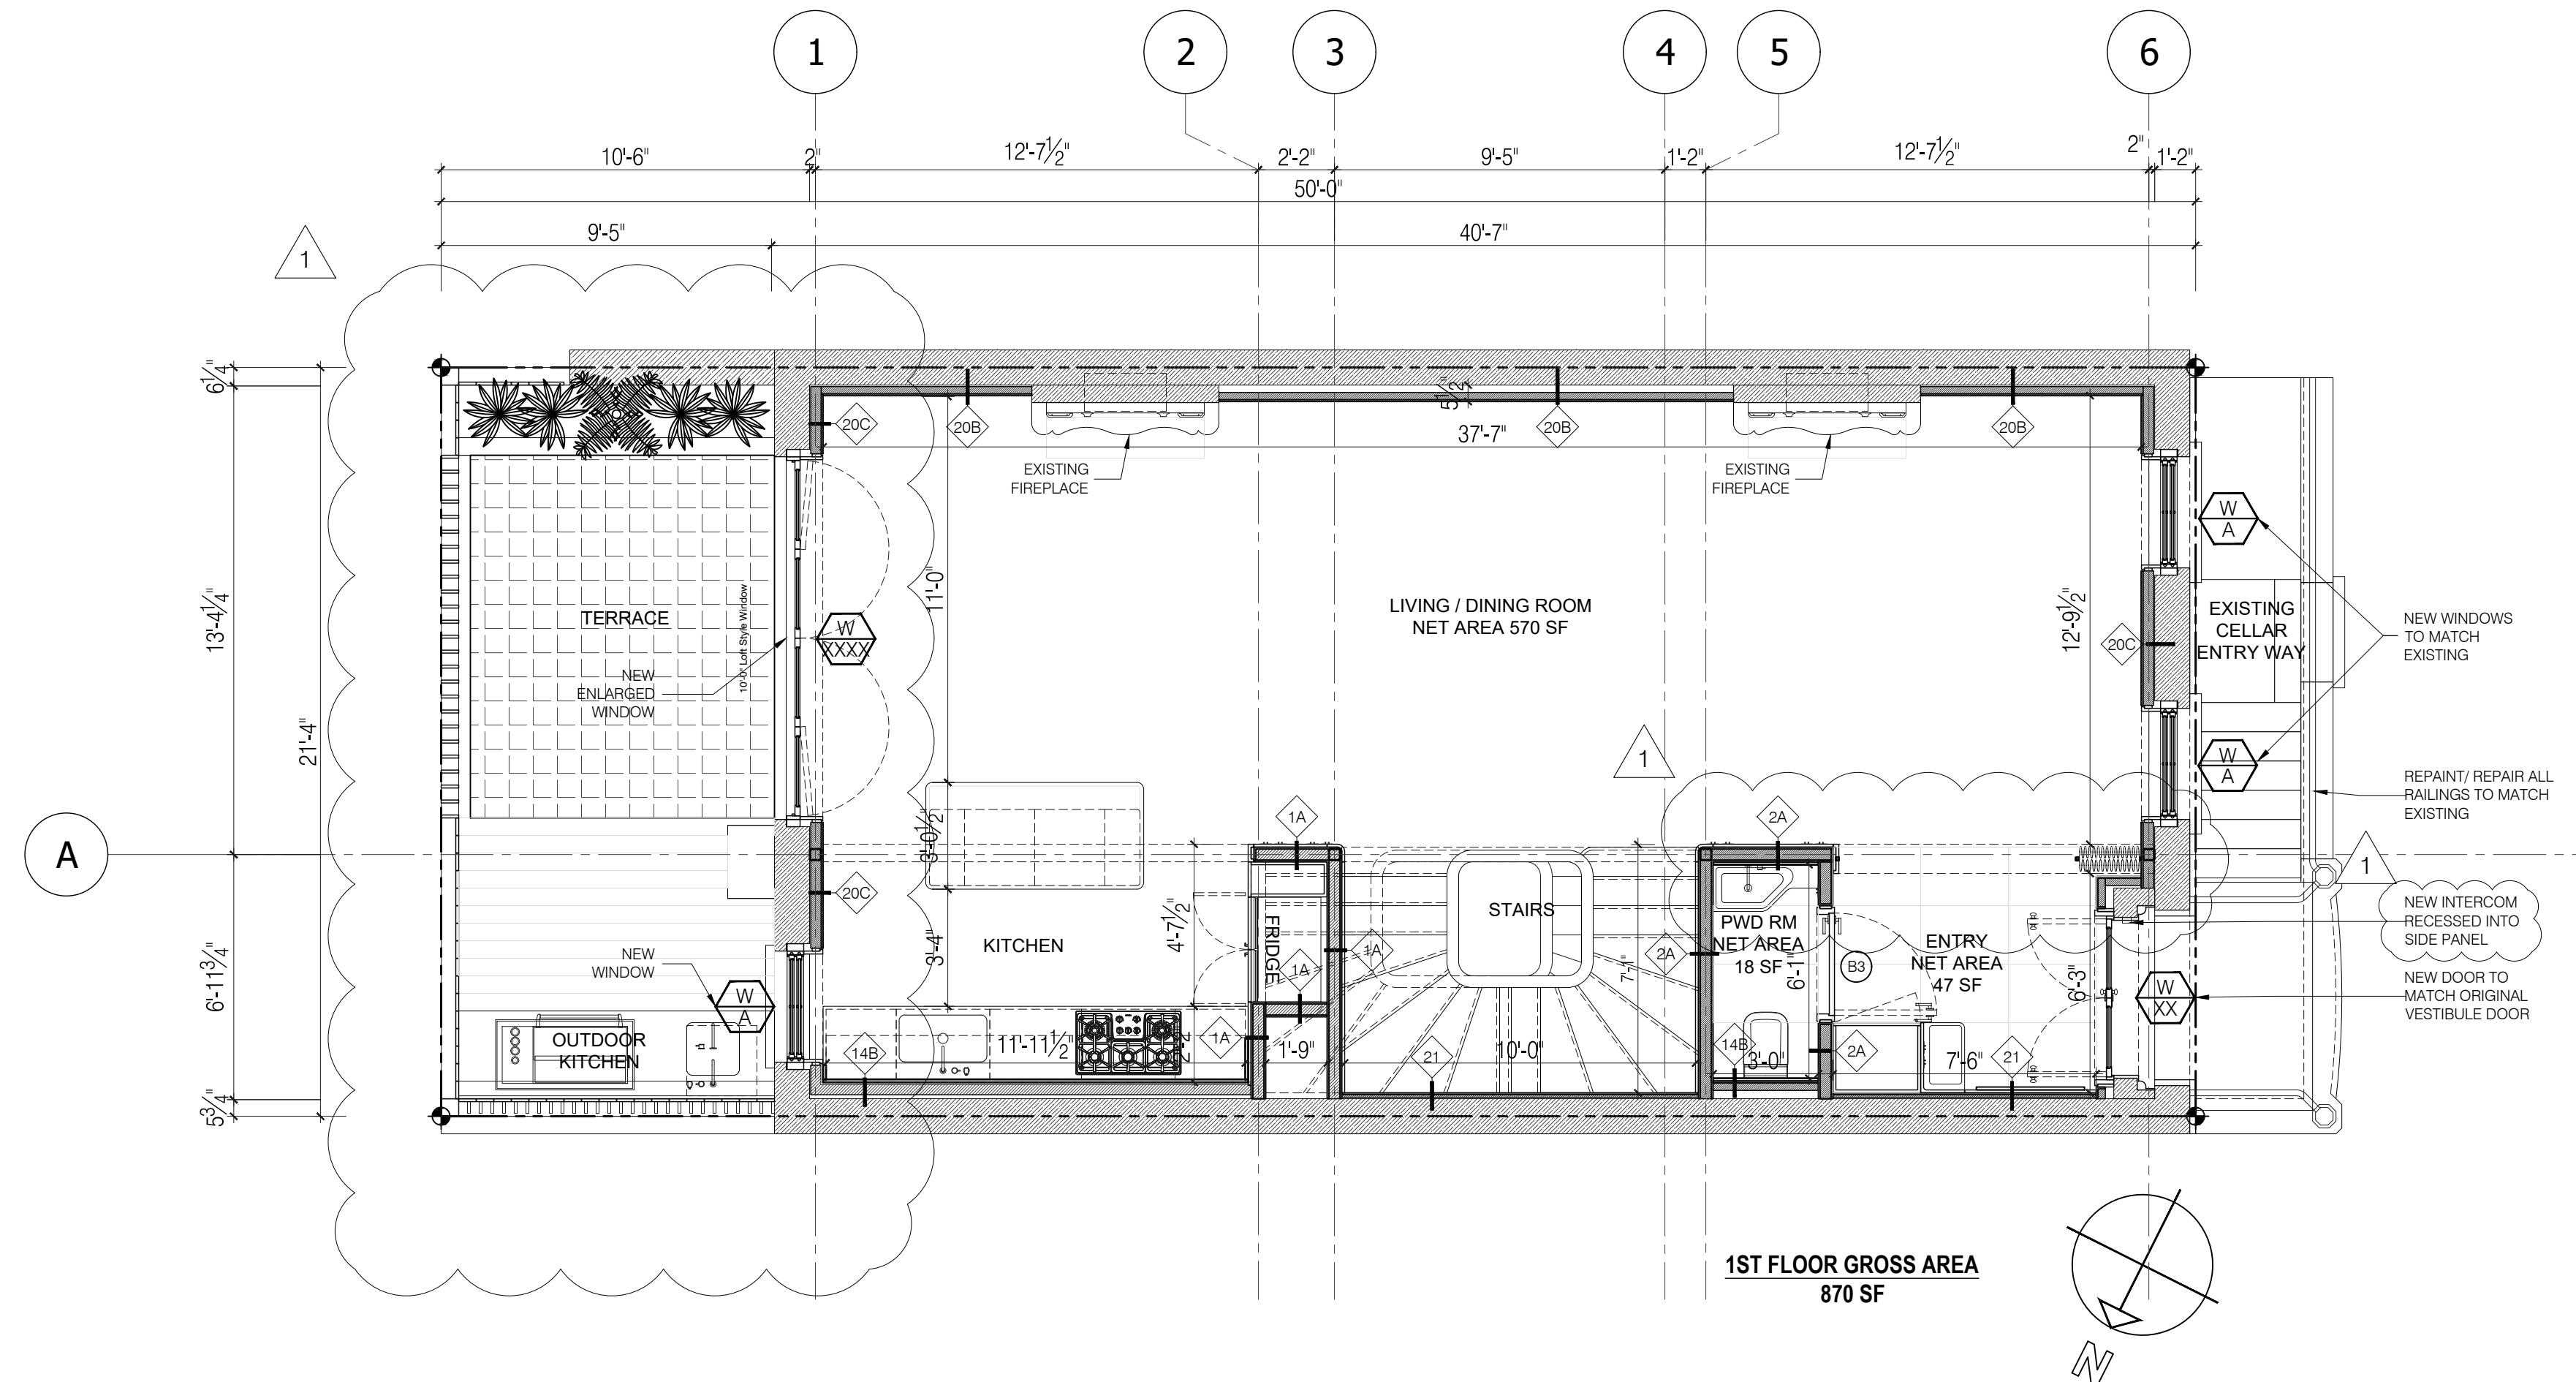 1
2
3
4
5
6
10'-6"
2"
12'-7½"
2'-2"
9'-5"
1'-2"
12'-7½"
2"
1'-2"
50'-0"
9'-5"
40'-7"
1
6¼"
13'-4¼"
21'-4"
6'-11¾"
5¾"
A
20C
20B
5½"
20B
20B
37'-7"
EXISTING
FIREPLACE
EXISTING
FIREPLACE
W
A
TERRACE
10'-0" Loft Style Window
NEW
ENLARGED
WINDOW
W
XXXX
11'-0"
LIVING / DINING ROOM
NET AREA 570 SF
12'-9½"
20C
EXISTING
CELLAR
ENTRY WAY
NEW WINDOWS
TO MATCH
EXISTING
W
A
1
REPAINT/ REPAIR ALL
RAILINGS TO MATCH
EXISTING
3'-0½"
1A
2A
1
20C
4'-7½"
FRIDGE
STAIRS
PWD RM
NET AREA
18 SF
ENTRY
NET AREA
47 SF
NEW INTERCOM
RECESSED INTO
SIDE PANEL
KITCHEN
3'-4"
1A
1A
2A
7'-1"
6'-1"
B3
6'-3"
NEW
WINDOW
W
A
W
XX
NEW DOOR TO
MATCH ORIGINAL
VESTIBULE DOOR
OUTDOOR
KITCHEN
14B
11'-11½"
2'-2"
1A
1'-9"
21
10'-0"
14B
3'-0"
2A
7'-6"
21
1ST FLOOR GROSS AREA
870 SF
N